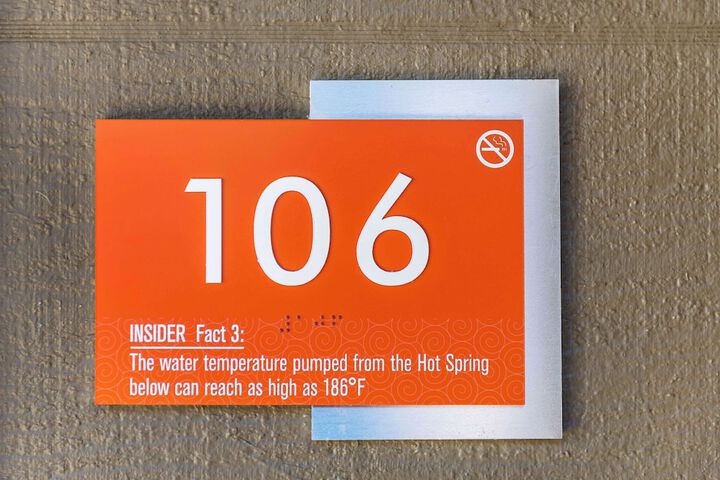 106
INSIDER Fact 3:
The water temperature pumped from the Hot Spring
below can reach as high as 186°F